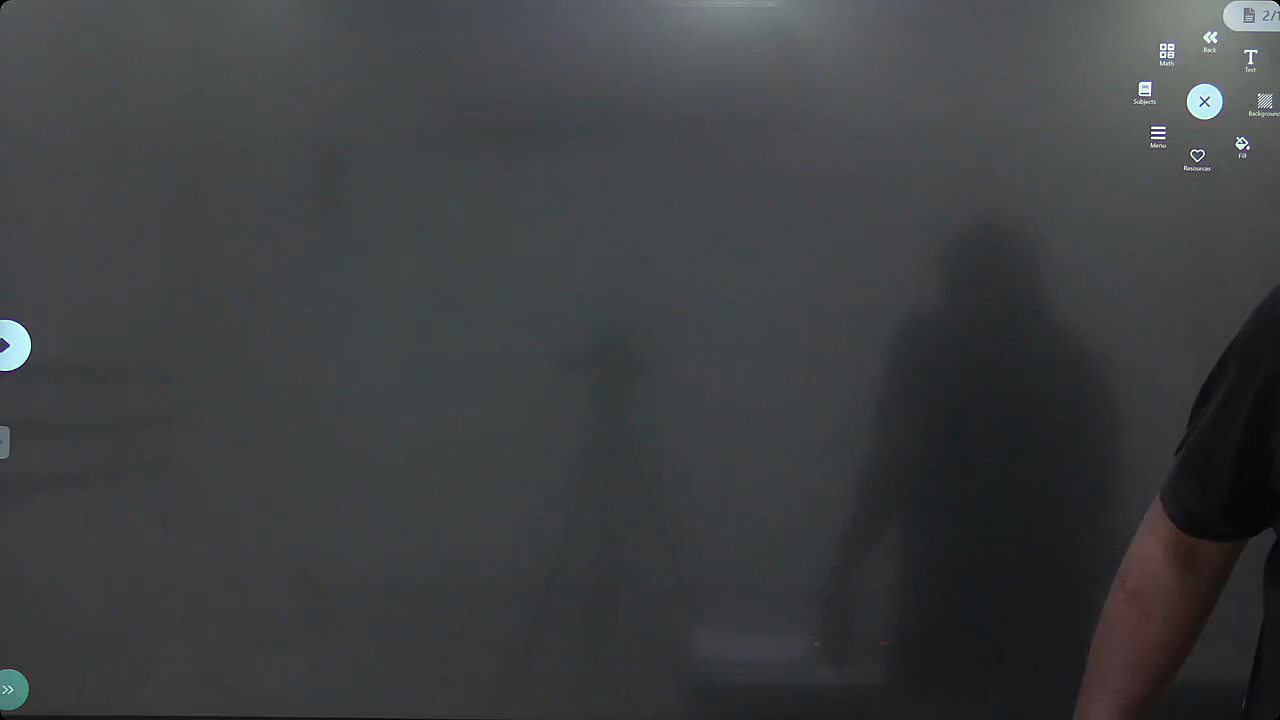 2/1
Back
Math
Text
Subjects
Background
Menu
Fill
Resources